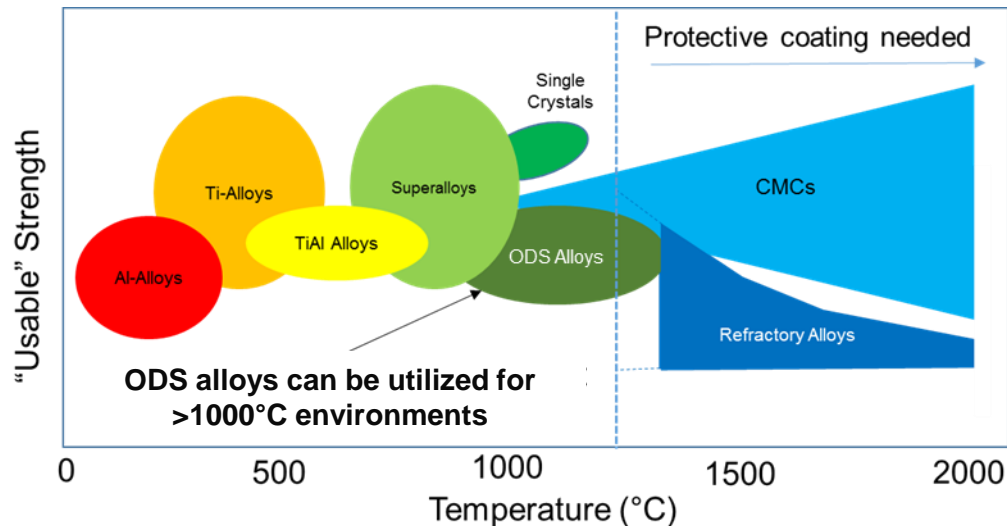 Protective coating needed
Single
Crystals
Ti-Alloys
Superalloys
CMCs
TiAl Alloys
ODS Alloys
Al-Alloys
Refractory Alloys
ODS alloys can be utilized for
>1000°C environments
"Usable" Strength
0 500 1000 1500 2000
Temperature (°C)